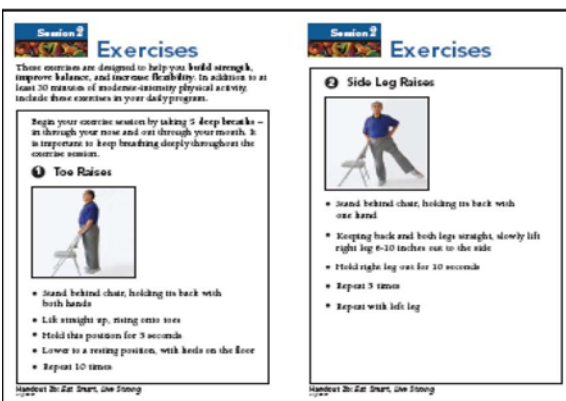 Session 2
Exercises
These exercises are designed to help you build strength,
improve balance, and increase flexibility. In addition to at
least 30 minutes of moderate-intensity physical activity,
include these exercises in your daily program.
Begin your exercise session by taking 5 deep breaths –
in through your nose and out through your mouth. It
is important to keep breathing deeply throughout the
exercise session.
1 Toe Raises
• Stand behind chair, holding its back with
both hands
• Lift straight up, rising onto toes
• Hold this position for 3 seconds
• Lower to a resting position, with heels on the floor
• Repeat 10 times
Handout 2b: Eat Smart, Live Strong
Session 2
Exercises
2 Side Leg Raises
• Stand behind chair, holding its back with
one hand
• Keeping back and both legs straight, slowly lift
right leg 6-10 inches out to the side
• Hold right leg out for 10 seconds
• Repeat 5 times
• Repeat with left leg
Handout 2b: Eat Smart, Live Strong